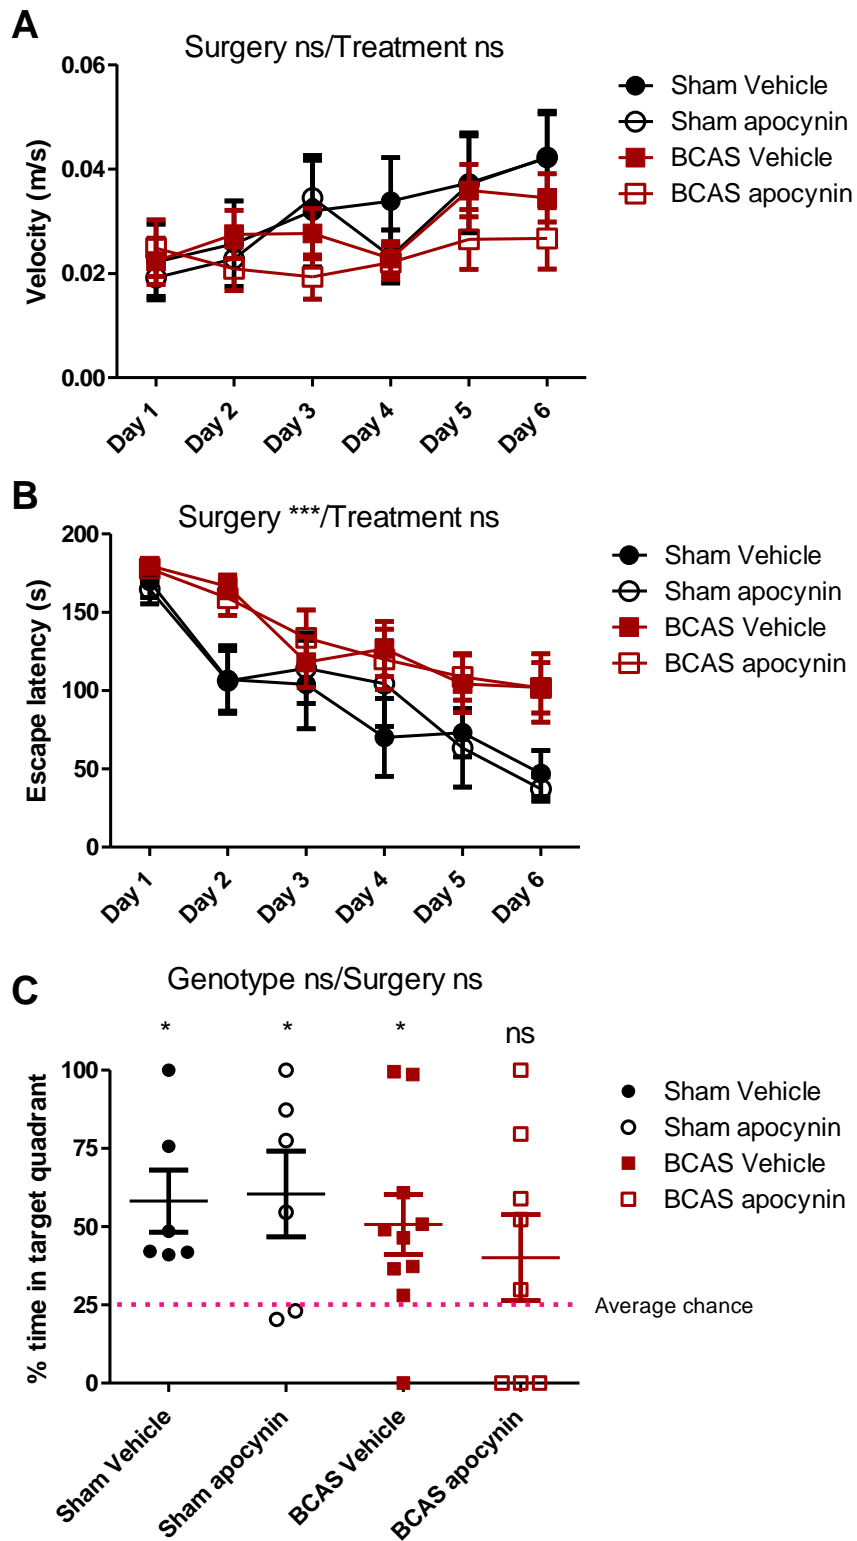 A
Surgery ns/Treatment ns
Velocity (m/s)
0.06
0.04
0.02
0.00
Day 1
Day 2
Day 3
Day 4
Day 5
Day 6
Sham Vehicle
Sham apocynin
BCAS Vehicle
BCAS apocynin
B
Surgery ***/Treatment ns
Escape latency (s)
200
150
100
50
0
Day 1
Day 2
Day 3
Day 4
Day 5
Day 6
Sham Vehicle
Sham apocynin
BCAS Vehicle
BCAS apocynin
C
Genotype ns/Surgery ns
* * * ns
% time in target quadrant
100
75
50
25
0
Average chance
Sham Vehicle
Sham apocynin
BCAS Vehicle
BCAS apocynin
Sham Vehicle
Sham apocynin
BCAS Vehicle
BCAS apocynin